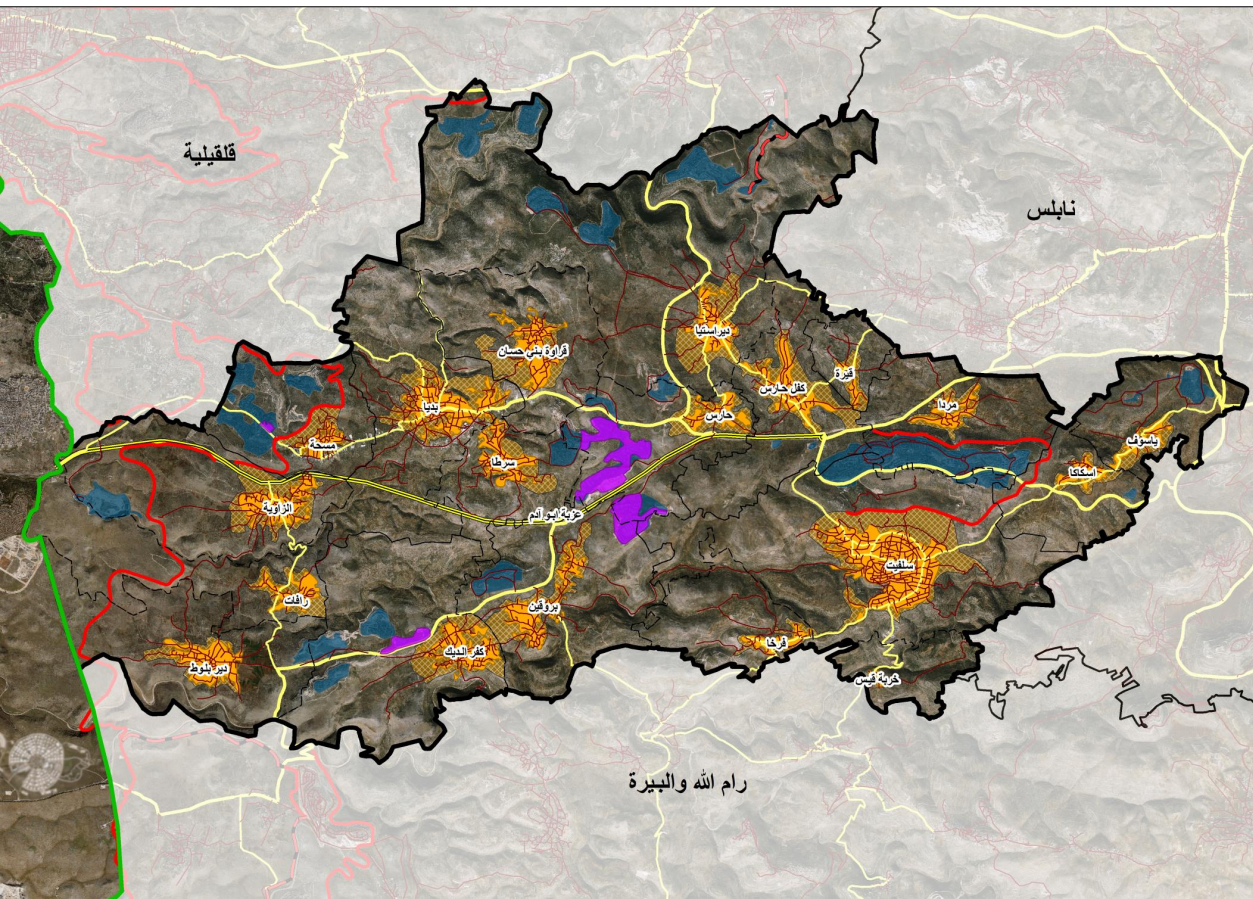 قلقيلية
نابلس
ديراستيا
قراوة بني حسان
قيرة
كفل حارس
مردا
بديا
حارس
ياسوف
مسحة
سرطا
اسكاكا
الزاوية
عزبة ابو آدم
سلفيت
رافات
بروقين
فرخا
كفر الديك
دير بلوط
خربة قيس
رام الله والبيرة